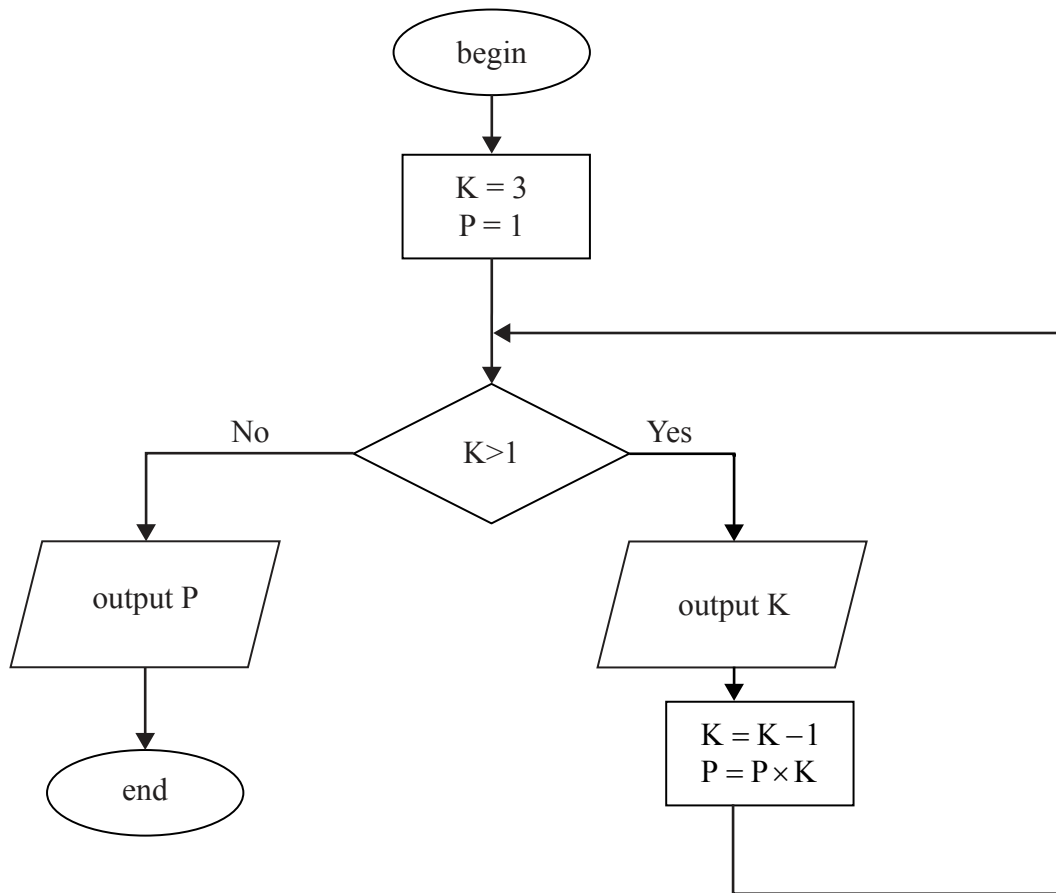 begin
K = 3
P = 1
K>1
No
Yes
output P
output K
K = K − 1
P = P × K
end